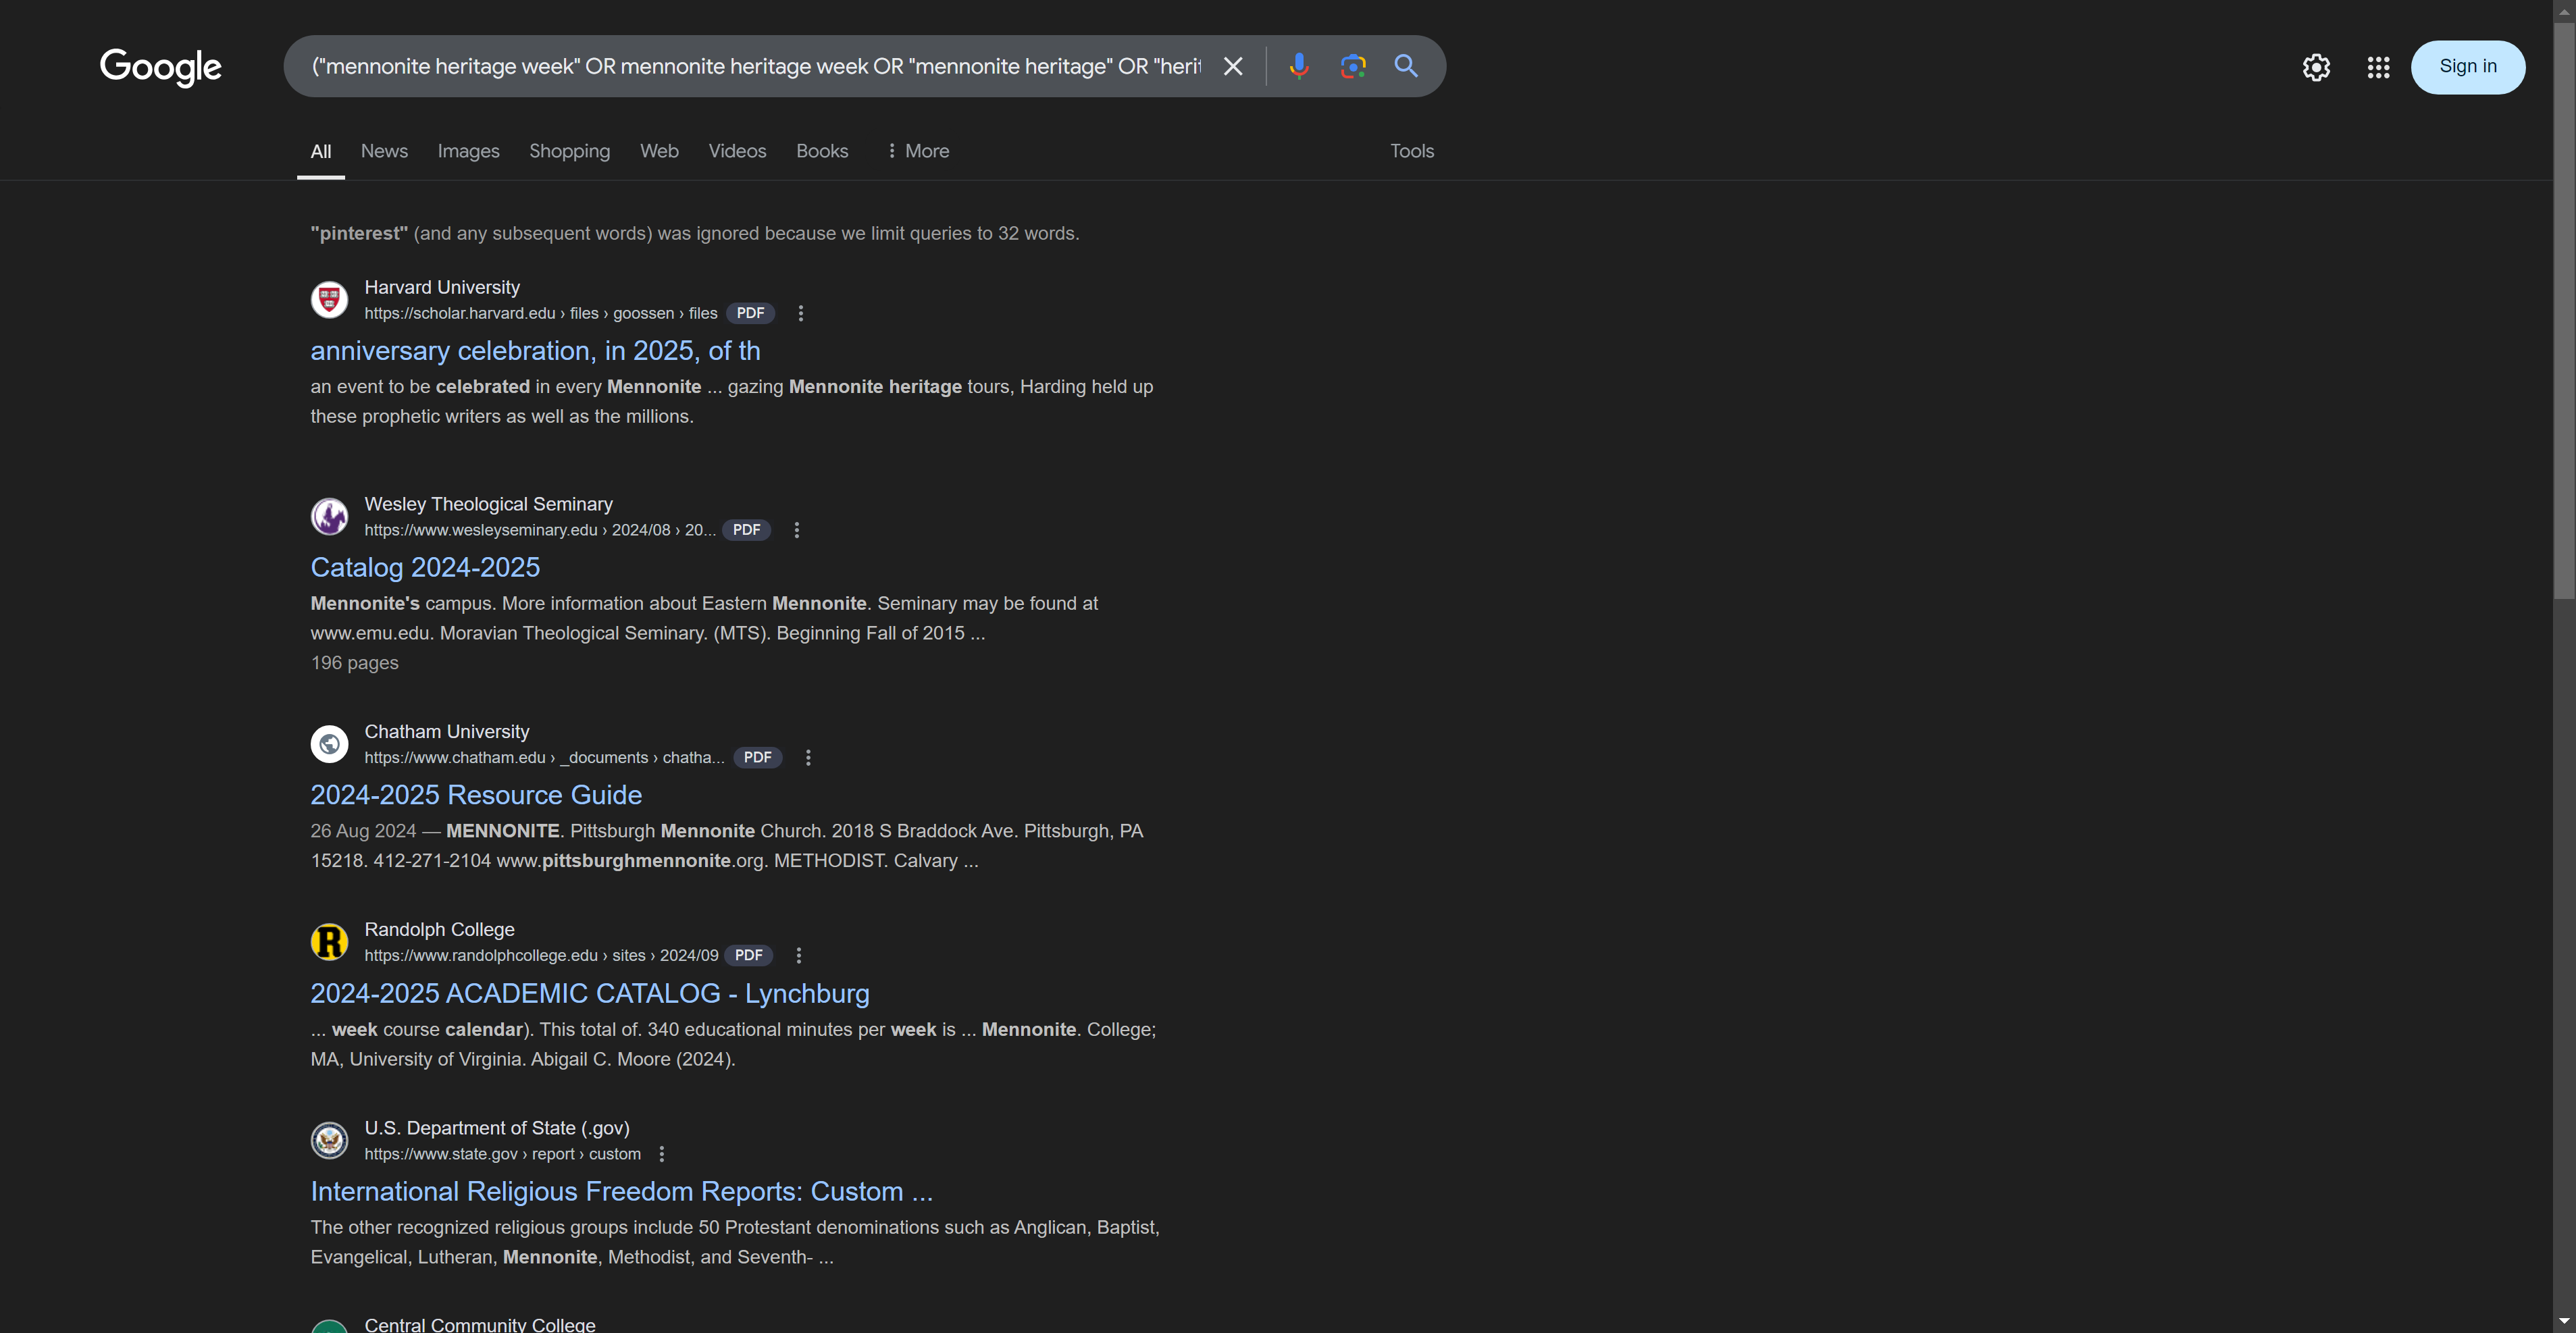 Google
("mennonite heritage week" OR mennonite heritage week OR "mennonite heritage" OR "herit
Sign in
All News Images Shopping Web Videos Books More Tools
"pinterest" (and any subsequent words) was ignored because we limit queries to 32 words.
Harvard University
https://scholar.harvard.edu › files › goossen › files PDF
anniversary celebration, in 2025, of th
an event to be celebrated in every Mennonite ... gazing Mennonite heritage tours, Harding held up
these prophetic writers as well as the millions.
Wesley Theological Seminary
https://www.wesleyseminary.edu › 2024/08 › 20... PDF
Catalog 2024-2025
Mennonite's campus. More information about Eastern Mennonite. Seminary may be found at
www.emu.edu. Moravian Theological Seminary. (MTS). Beginning Fall of 2015 ...
196 pages
Chatham University
https://www.chatham.edu › _documents › chatha... PDF
2024-2025 Resource Guide
26 Aug 2024 — MENNONITE. Pittsburgh Mennonite Church. 2018 S Braddock Ave. Pittsburgh, PA
15218. 412-271-2104 www.pittsburghmennonite.org. METHODIST. Calvary ...
R
Randolph College
https://www.randolphcollege.edu › sites › 2024/09 PDF
2024-2025 ACADEMIC CATALOG - Lynchburg
... week course calendar). This total of. 340 educational minutes per week is ... Mennonite. College;
MA, University of Virginia. Abigail C. Moore (2024).
U.S. Department of State (.gov)
https://www.state.gov › report › custom
International Religious Freedom Reports: Custom ...
The other recognized religious groups include 50 Protestant denominations such as Anglican, Baptist,
Evangelical, Lutheran, Mennonite, Methodist, and Seventh- ...
Central Community College